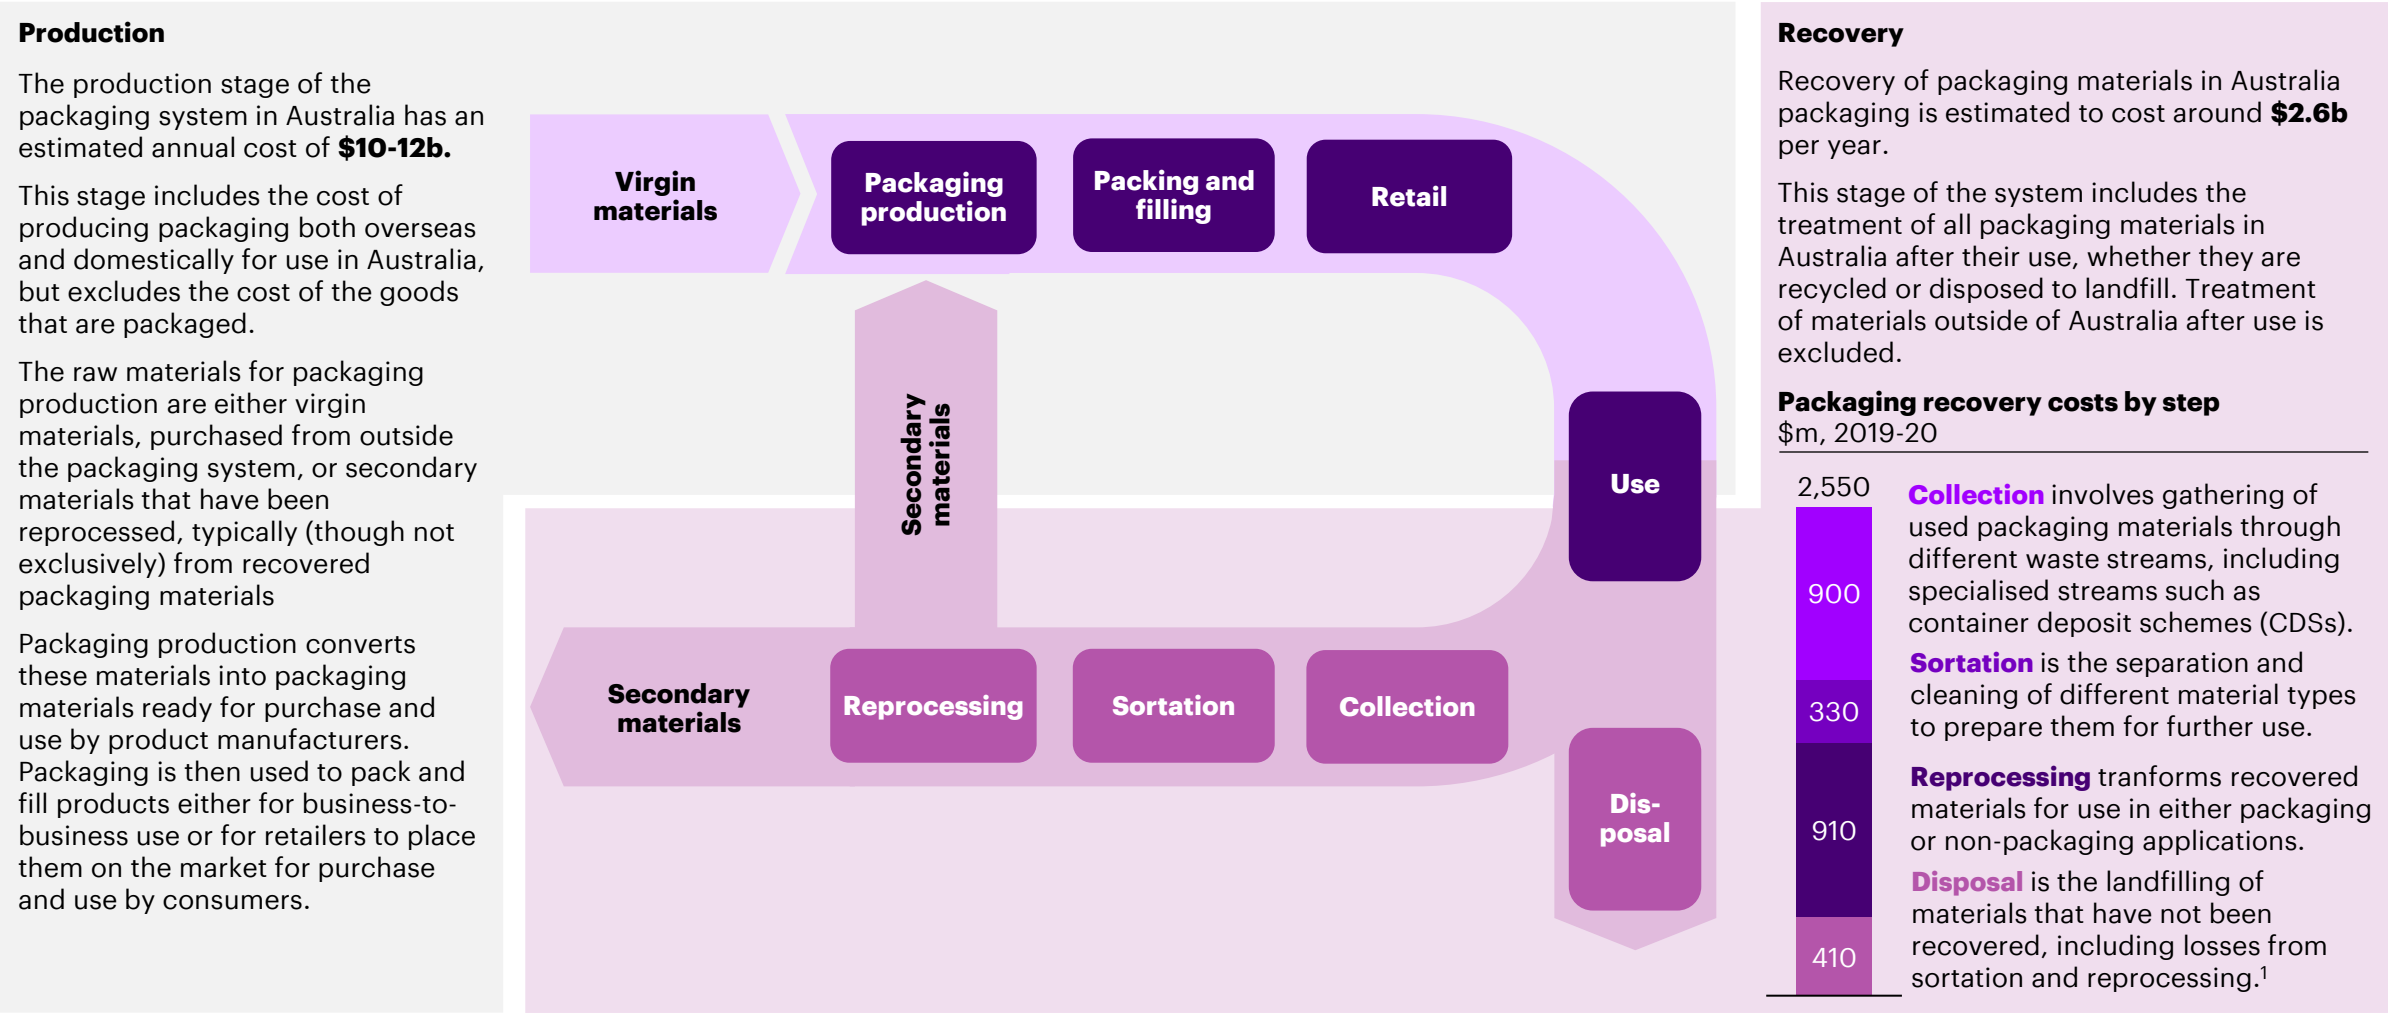 Production
The production stage of the
packaging system in Australia has an
estimated annual cost of $10-12b.
This stage includes the cost of
producing packaging both overseas
and domestically for use in Australia,
but excludes the cost of the goods
that are packaged.
The raw materials for packaging
production are either virgin
materials, purchased from outside
the packaging system, or secondary
materials that have been
reprocessed, typically (though not
exclusively) from recovered
packaging materials
Packaging production converts
these materials into packaging
materials ready for purchase and
use by product manufacturers.
Packaging is then used to pack and
fill products either for business-to-
business use or for retailers to place
them on the market for purchase
and use by consumers.
Virgin
materials
Packaging
production
Packing and
filling
Retail
Use
Secondary
materials
Secondary
materials
Reprocessing
Sortation
Collection
Dis-
posal
Recovery
Recovery of packaging materials in Australia
packaging is estimated to cost around $2.6b
per year.
This stage of the system includes the
treatment of all packaging materials in
Australia after their use, whether they are
recycled or disposed to landfill. Treatment
of materials outside of Australia after use is
excluded.
Packaging recovery costs by step
$m, 2019-20
2,550
900
330
910
410
Collection involves gathering of
used packaging materials through
different waste streams, including
specialised streams such as
container deposit schemes (CDSs).
Sortation is the separation and
cleaning of different material types
to prepare them for further use.
Reprocessing tranforms recovered
materials for use in either packaging
or non-packaging applications.
Disposal is the landfilling of
materials that have not been
recovered, including losses from
sortation and reprocessing.¹